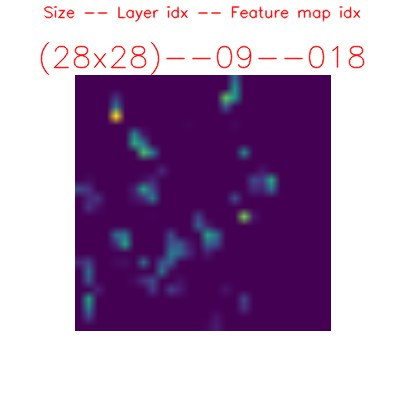 Size -- Layer idx -- Feature map idx
(28x28)--09--018